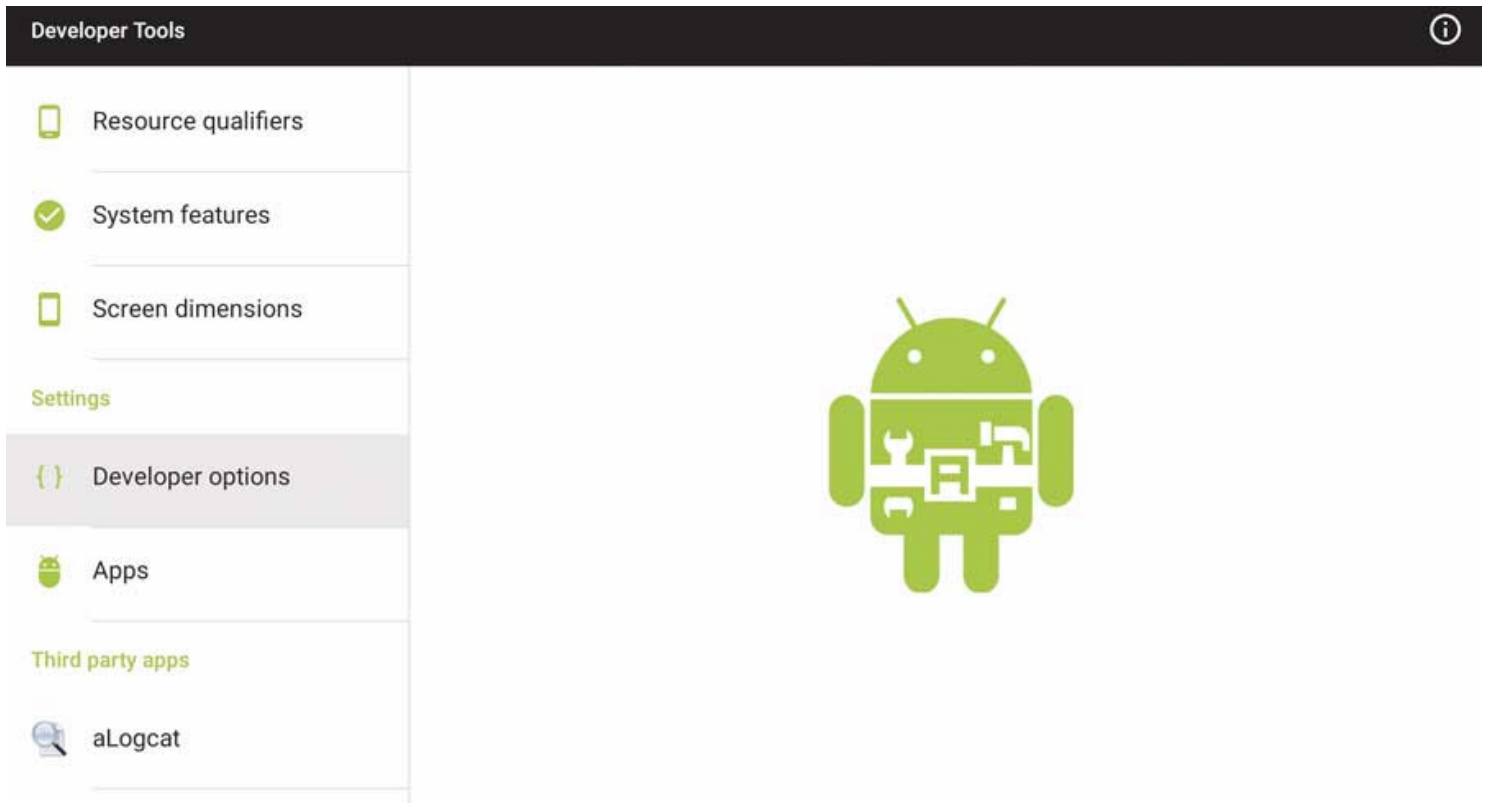 Developer Tools
Resource qualifiers
System features
Screen dimensions
Settings
{ } Developer options
Apps
Third party apps
aLogcat